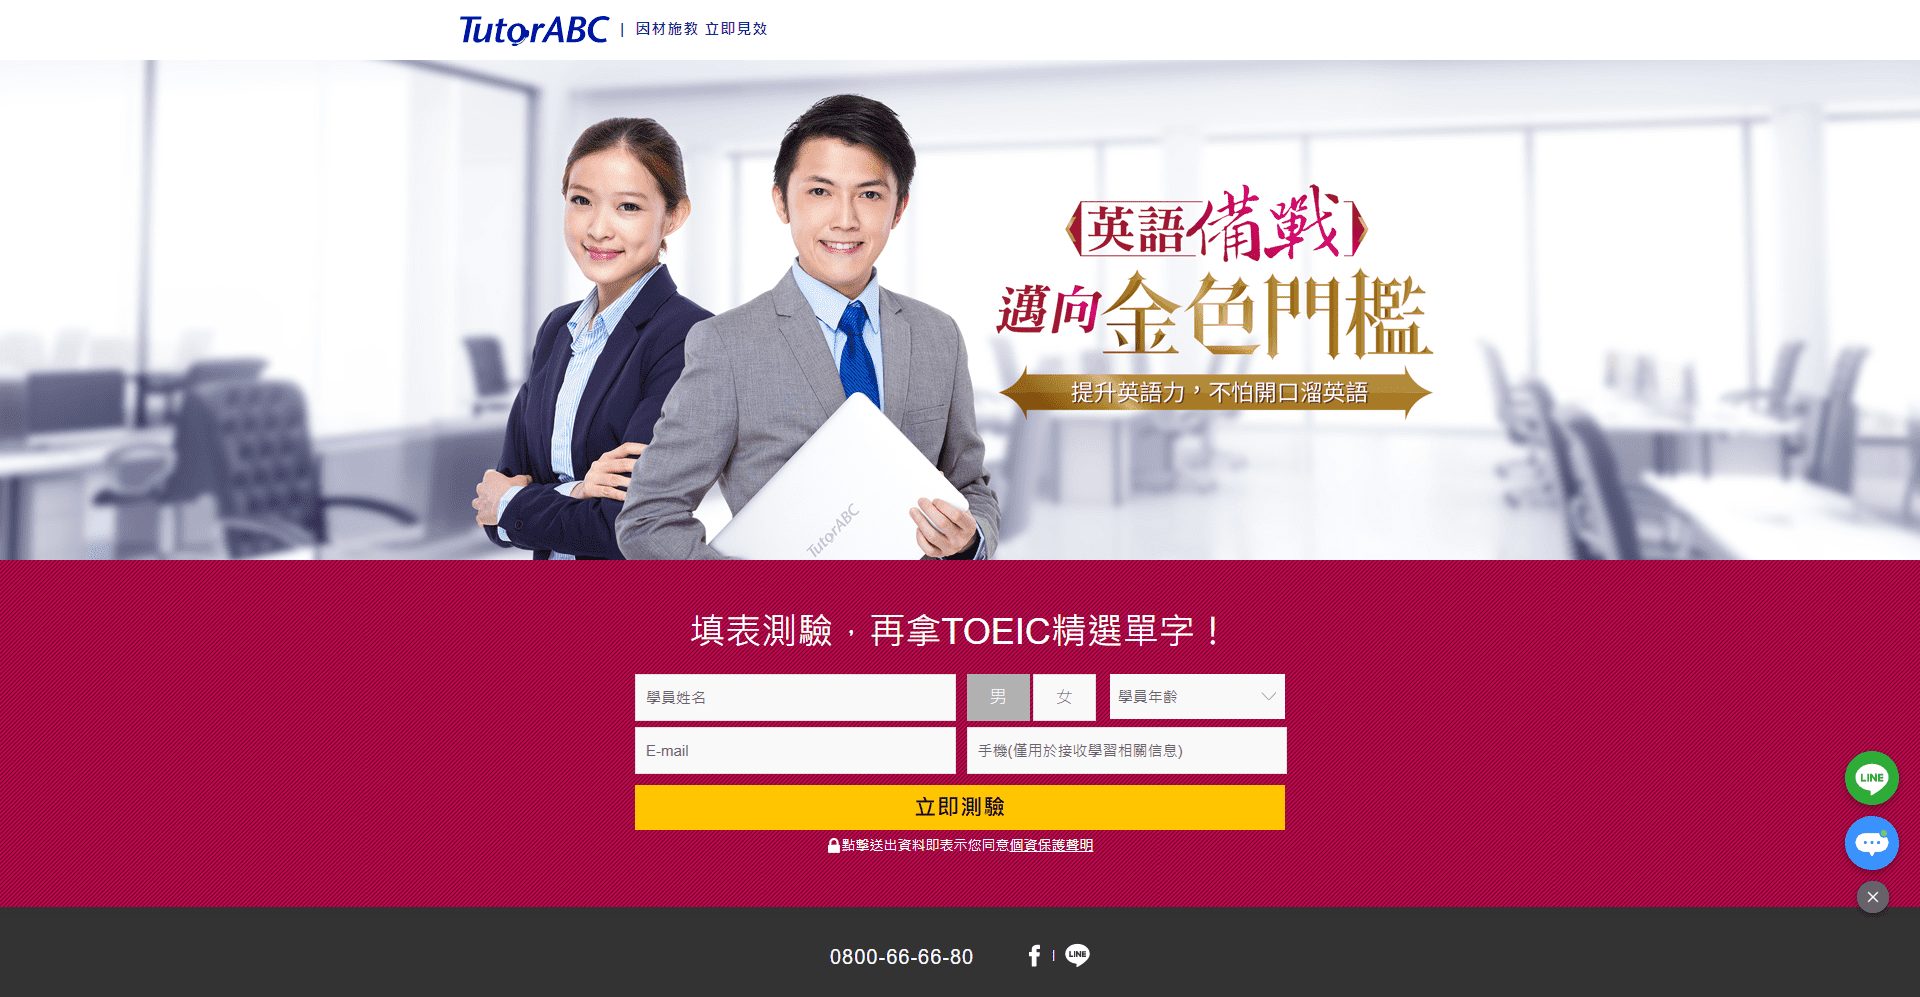 TutorABC | 因材施教 立即見效
英語備戰
邁向金色門檻
提升英語力，不怕開口溜英語
TutorABC
填表測驗，再拿TOEIC精選單字！
學員姓名 男 女 學員年齡
E-mail 手機(僅用於接收學習相關信息)
立即測驗
點擊送出資料即表示您同意個資保護聲明
LINE
0800-66-66-80 f | LINE